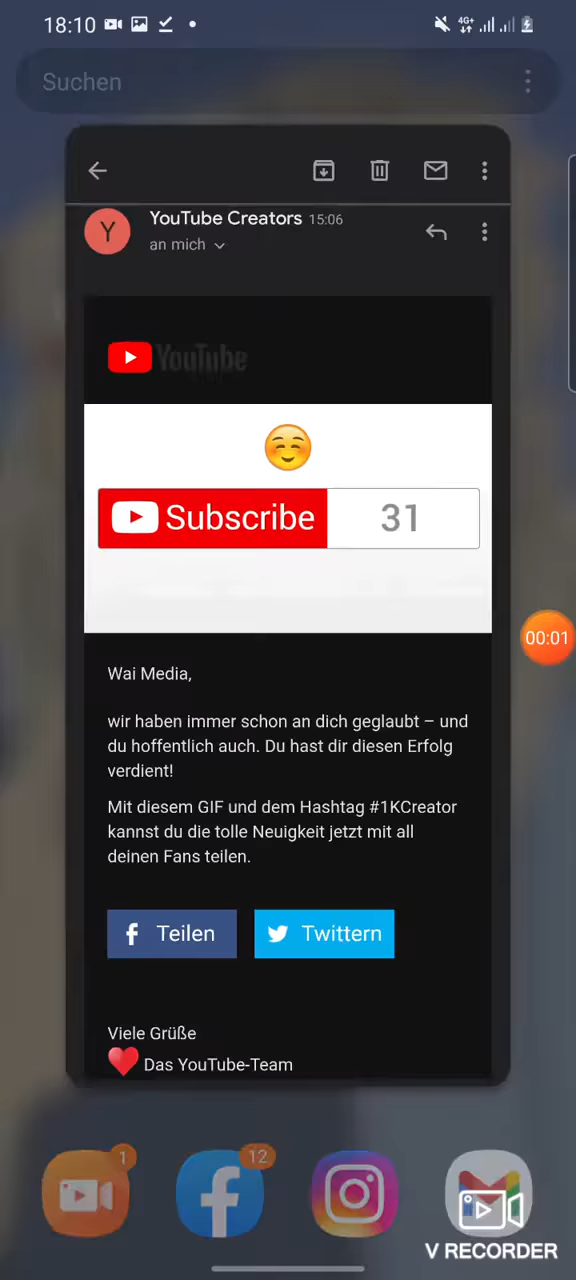 18:10
4G+
Suchen
Y
YouTube Creators 15:06
an mich
YouTube
Subscribe 31
00:01
Wai Media,
wir haben immer schon an dich geglaubt – und
du hoffentlich auch. Du hast dir diesen Erfolg
verdient!
Mit diesem GIF und dem Hashtag #1KCreator
kannst du die tolle Neuigkeit jetzt mit all
deinen Fans teilen.
Teilen Twittern
Viele Grüße
Das YouTube-Team
1
12
V RECORDER